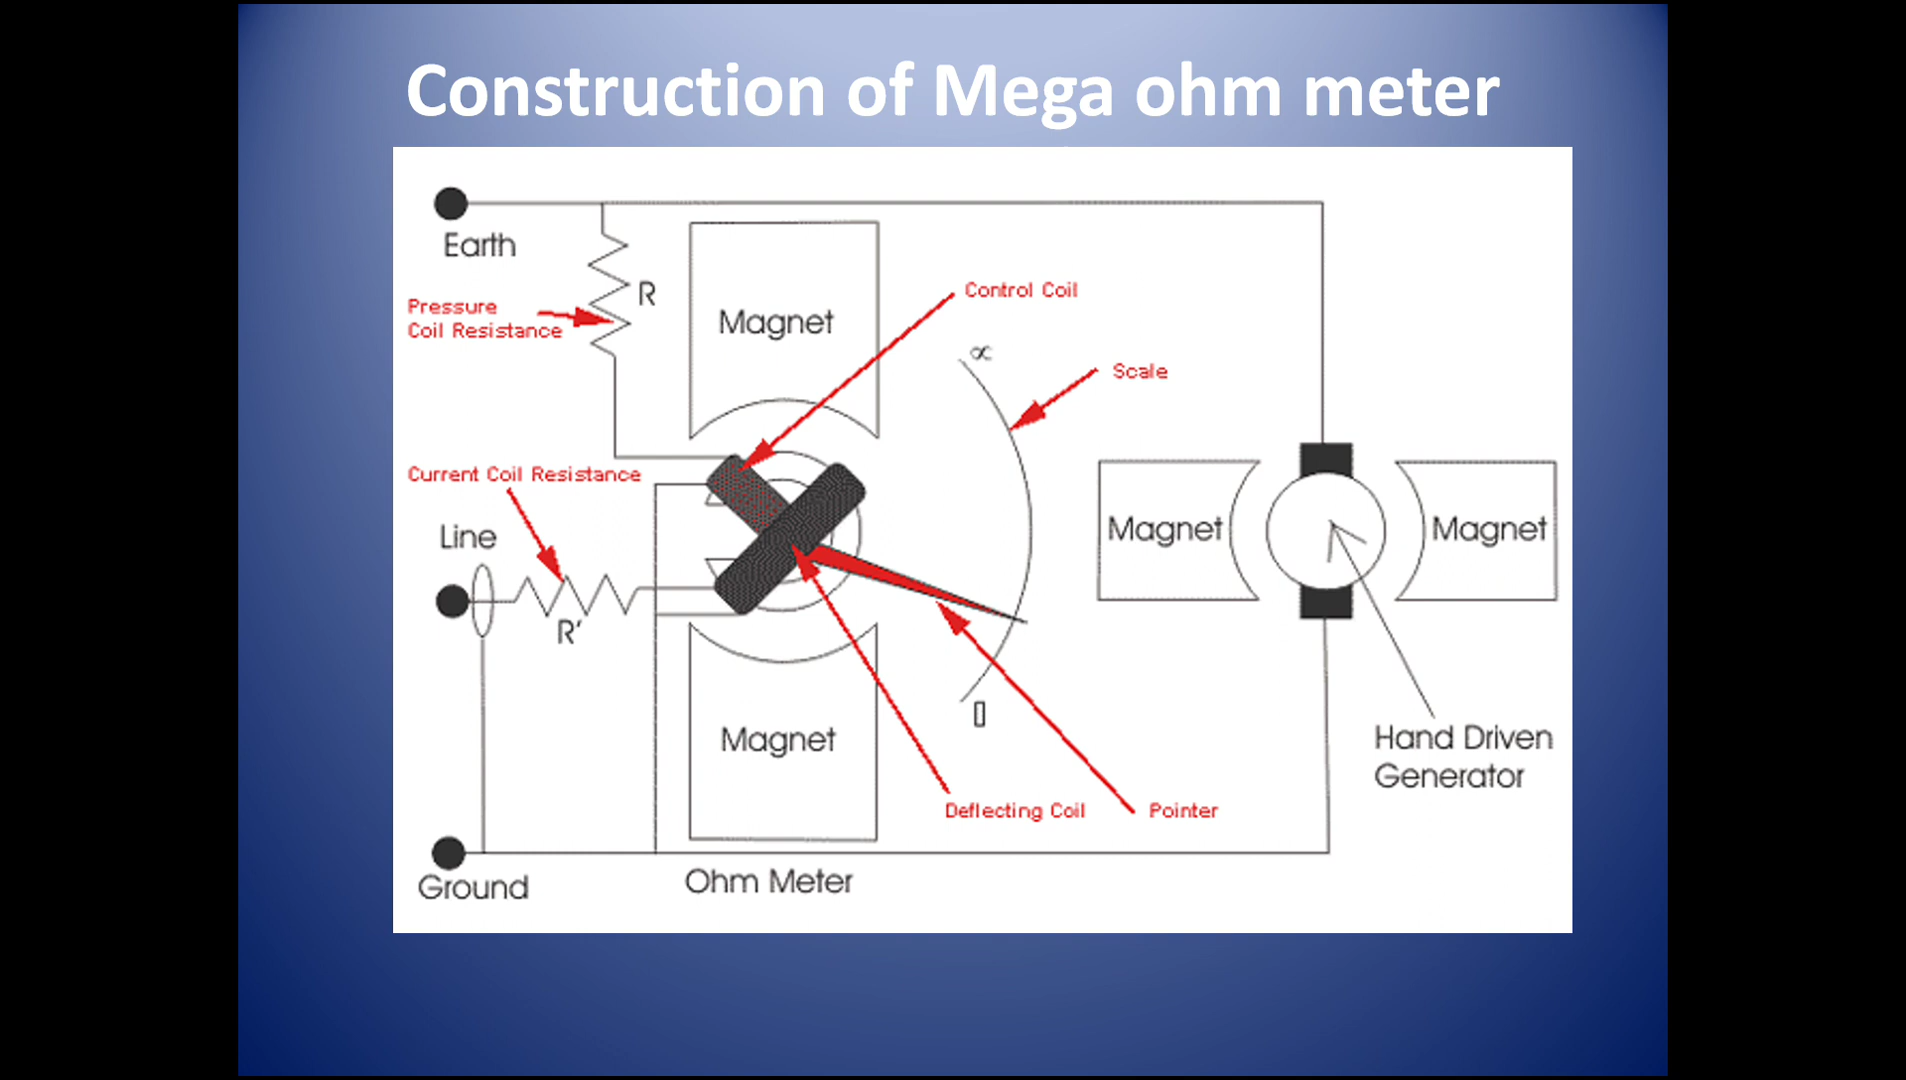 Construction of Mega ohm meter
Earth
R
Pressure
Coil Resistance
Magnet
Control Coil
∝
Scale
Current Coil Resistance
Line
R'
Magnet
Magnet
0
Magnet
Hand Driven
Generator
Deflecting Coil
Pointer
Ground
Ohm Meter